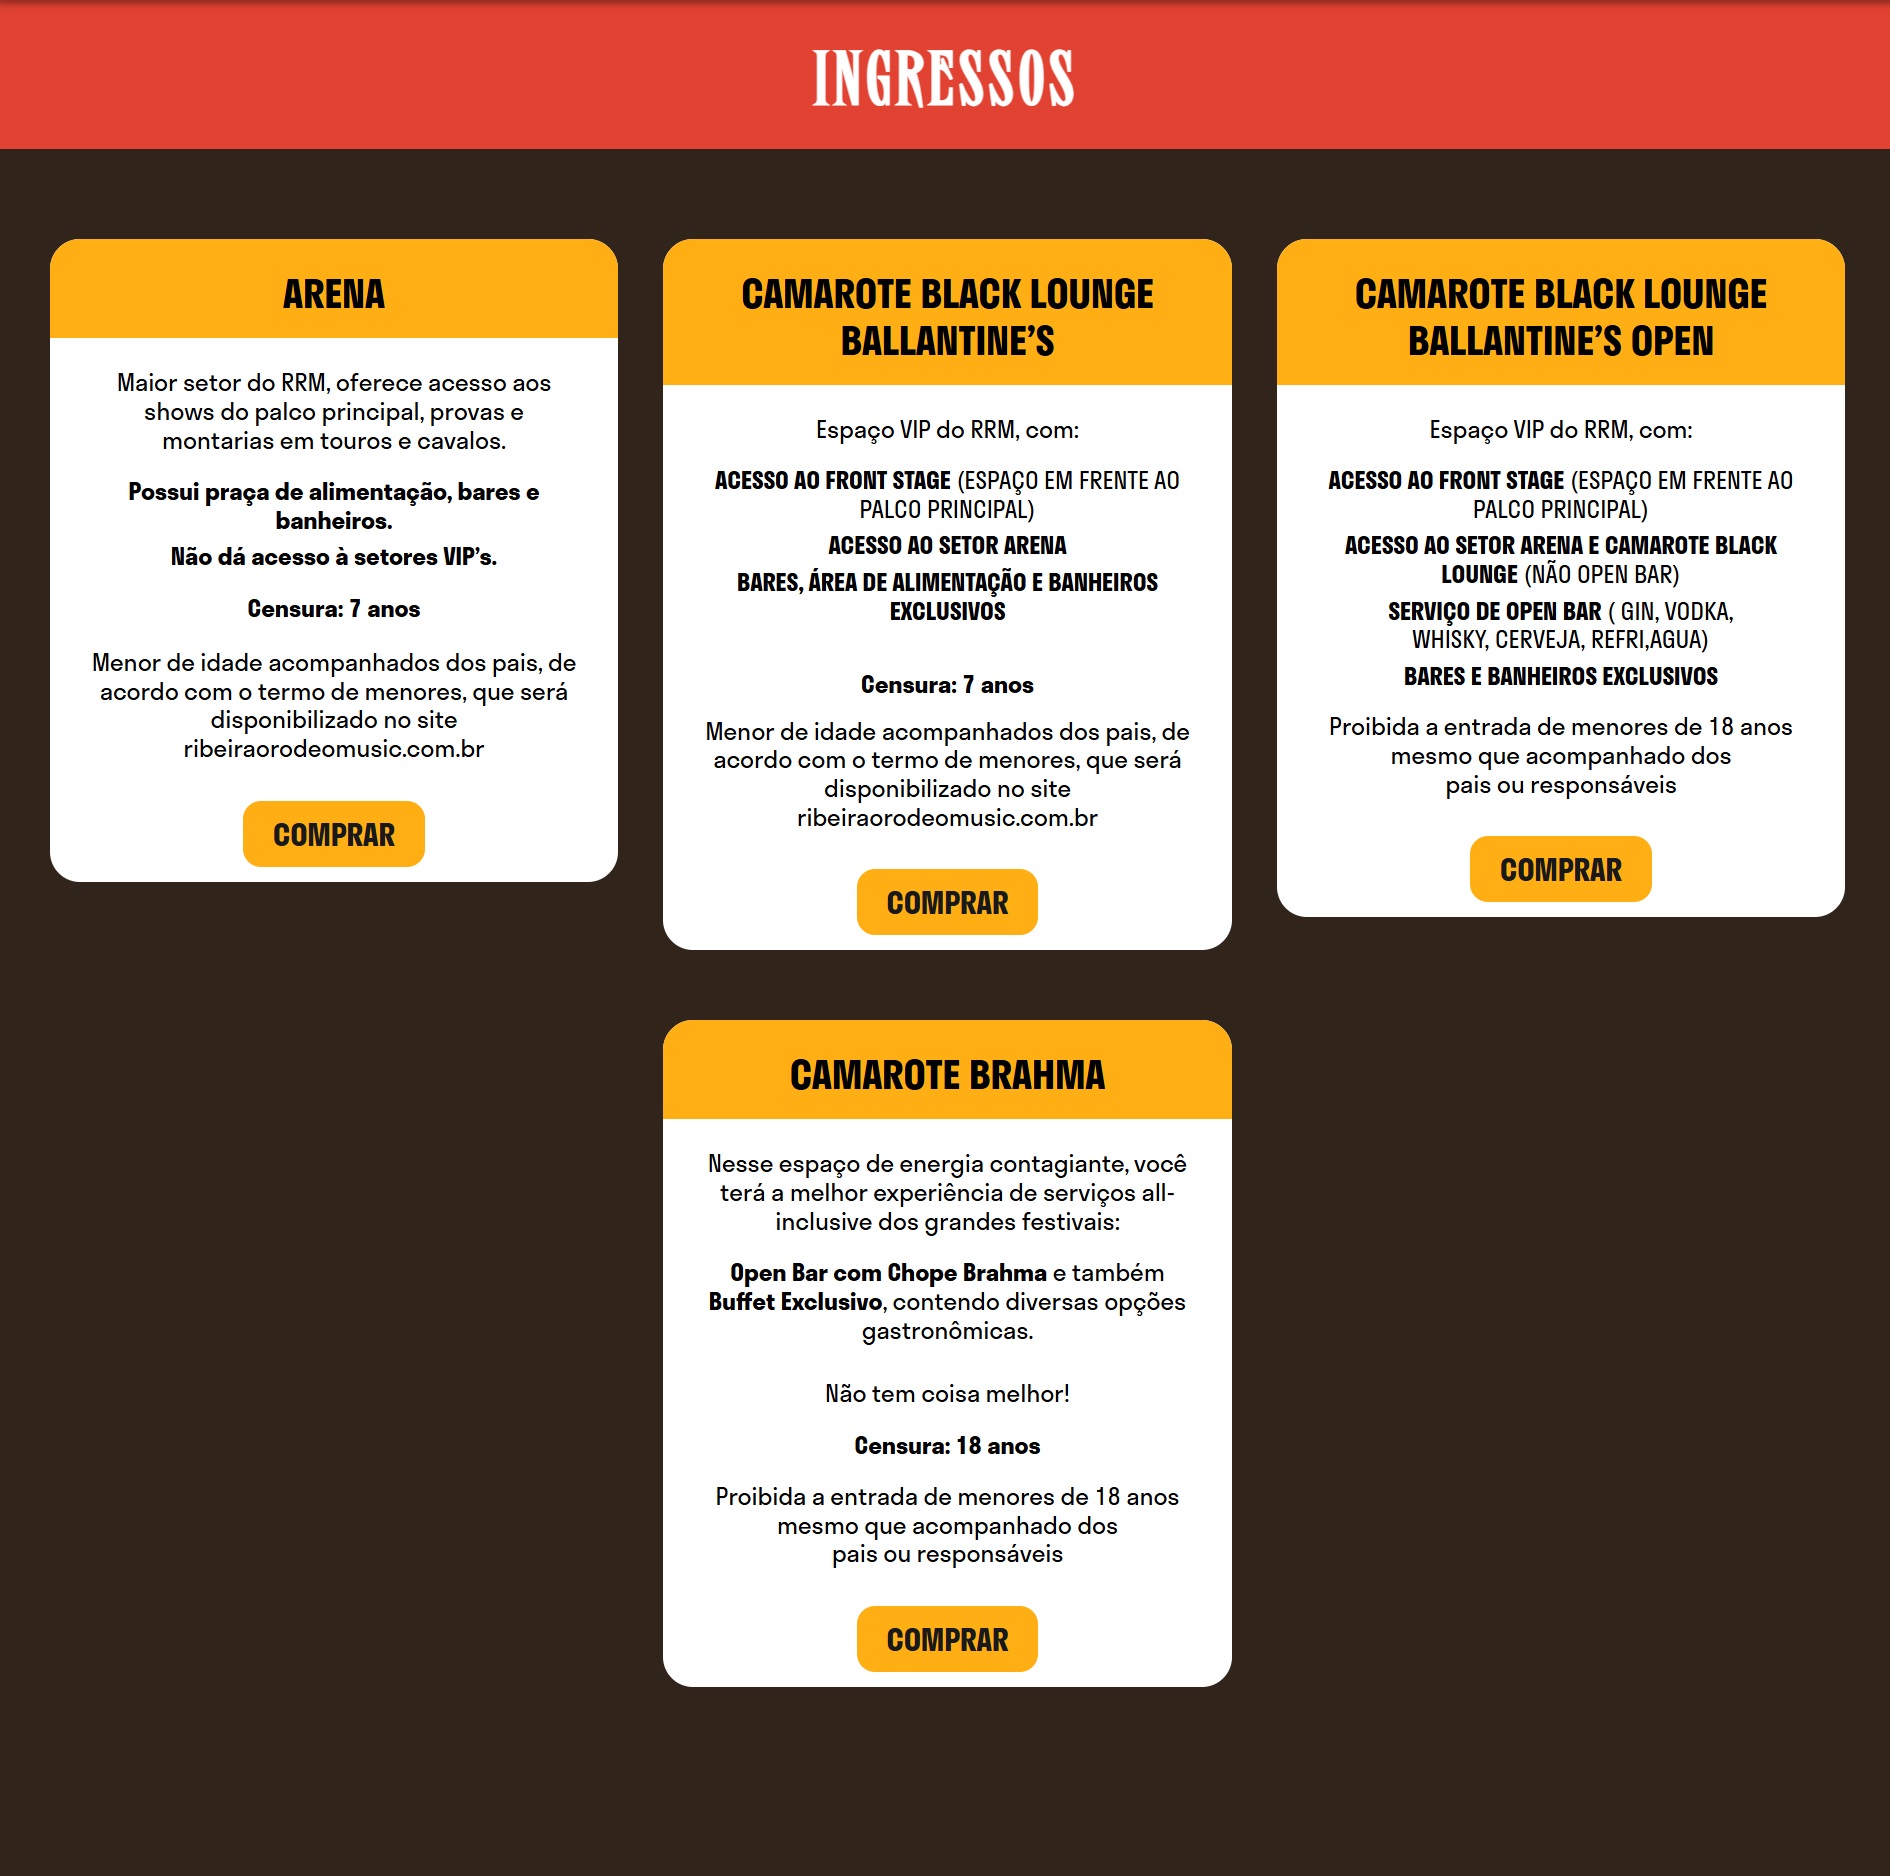 INGRESSOS
ARENA
Maior setor do RRM, oferece acesso aos
shows do palco principal, provas e
montarias em touros e cavalos.
Possui praça de alimentação, bares e
banheiros.
Não dá acesso à setores VIP's.
Censura: 7 anos
Menor de idade acompanhados dos pais, de
acordo com o termo de menores, que será
disponibilizado no site
ribeiraorodeomusic.com.br
COMPRAR
CAMAROTE BLACK LOUNGE
BALLANTINE'S
Espaço VIP do RRM, com:
ACESSO AO FRONT STAGE (ESPAÇO EM FRENTE AO
PALCO PRINCIPAL)
ACESSO AO SETOR ARENA
BARES, ÁREA DE ALIMENTAÇÃO E BANHEIROS
EXCLUSIVOS
Censura: 7 anos
Menor de idade acompanhados dos pais, de
acordo com o termo de menores, que será
disponibilizado no site
ribeiraorodeomusic.com.br
COMPRAR
CAMAROTE BLACK LOUNGE
BALLANTINE'S OPEN
Espaço VIP do RRM, com:
ACESSO AO FRONT STAGE (ESPAÇO EM FRENTE AO
PALCO PRINCIPAL)
ACESSO AO SETOR ARENA E CAMAROTE BLACK
LOUNGE (NÃO OPEN BAR)
SERVIÇO DE OPEN BAR ( GIN, VODKA,
WHISKY, CERVEJA, REFRI,AGUA)
BARES E BANHEIROS EXCLUSIVOS
Proibida a entrada de menores de 18 anos
mesmo que acompanhado dos
pais ou responsáveis
COMPRAR
CAMAROTE BRAHMA
Nesse espaço de energia contagiante, você
terá a melhor experiência de serviços all-
inclusive dos grandes festivais:
Open Bar com Chope Brahma e também
Buffet Exclusivo, contendo diversas opções
gastronômicas.
Não tem coisa melhor!
Censura: 18 anos
Proibida a entrada de menores de 18 anos
mesmo que acompanhado dos
pais ou responsáveis
COMPRAR